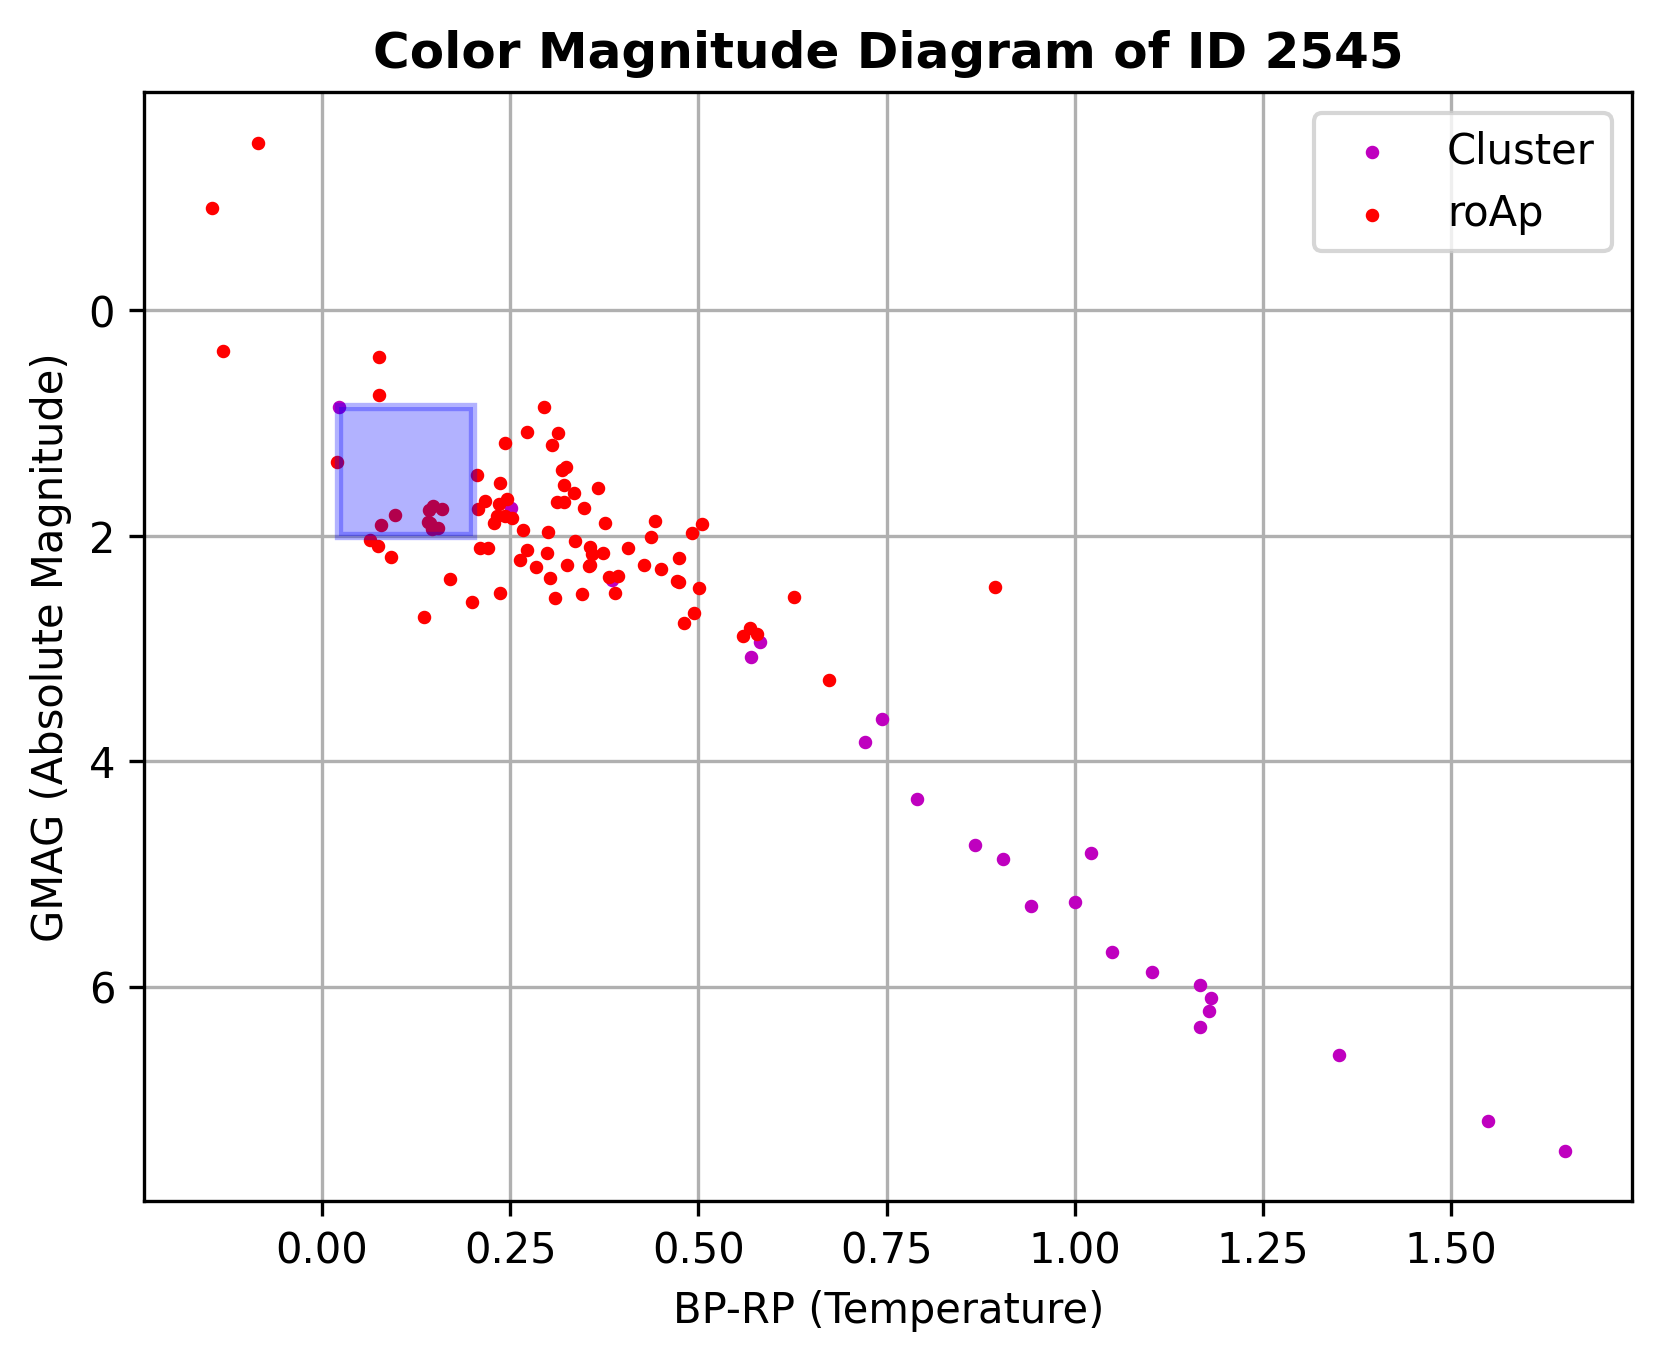 Color Magnitude Diagram of ID 2545
Cluster
roAp
GMAG (Absolute Magnitude)
0
2
4
6
0.00 0.25 0.50 0.75 1.00 1.25 1.50
BP-RP (Temperature)